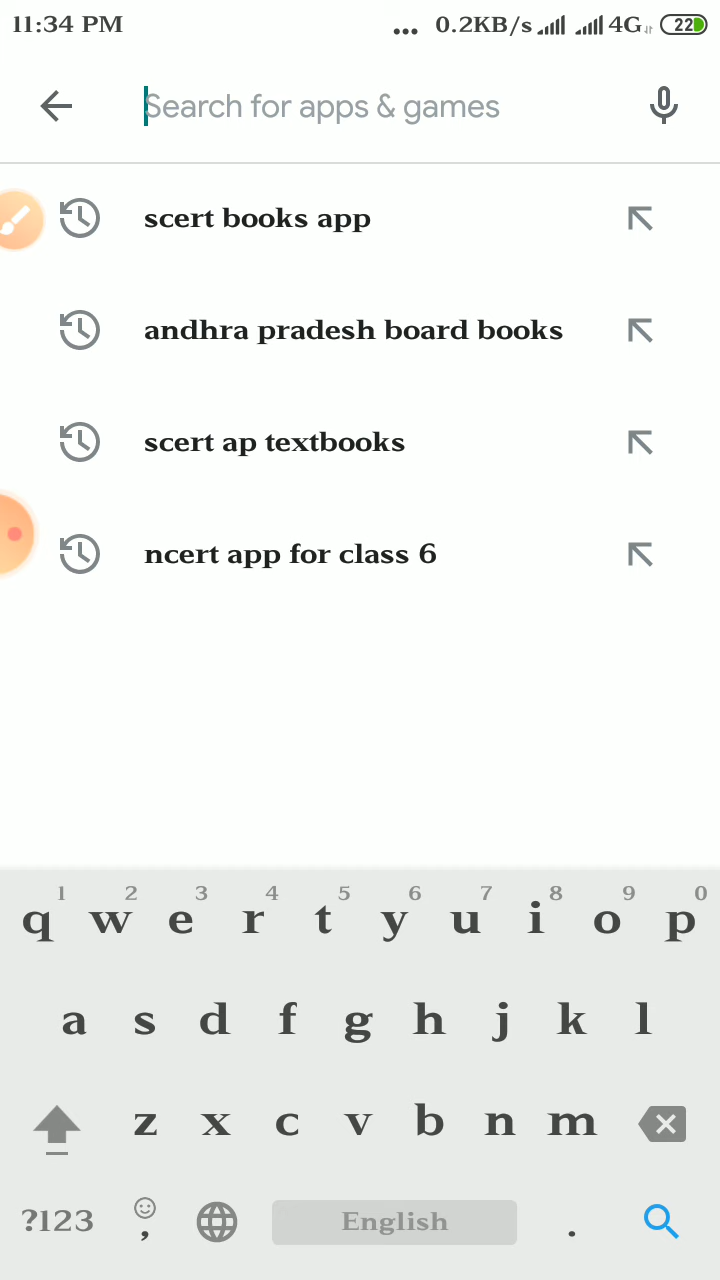 11:34 PM ... 0.2KB/s 4G 22
Search for apps & games
scert books app
andhra pradesh board books
scert ap textbooks
ncert app for class 6
1 2 3 4 5 6 7 8 9 0
q w e r t y u i o p
a s d f g h j k l
z x c v b n m
?123 , English .